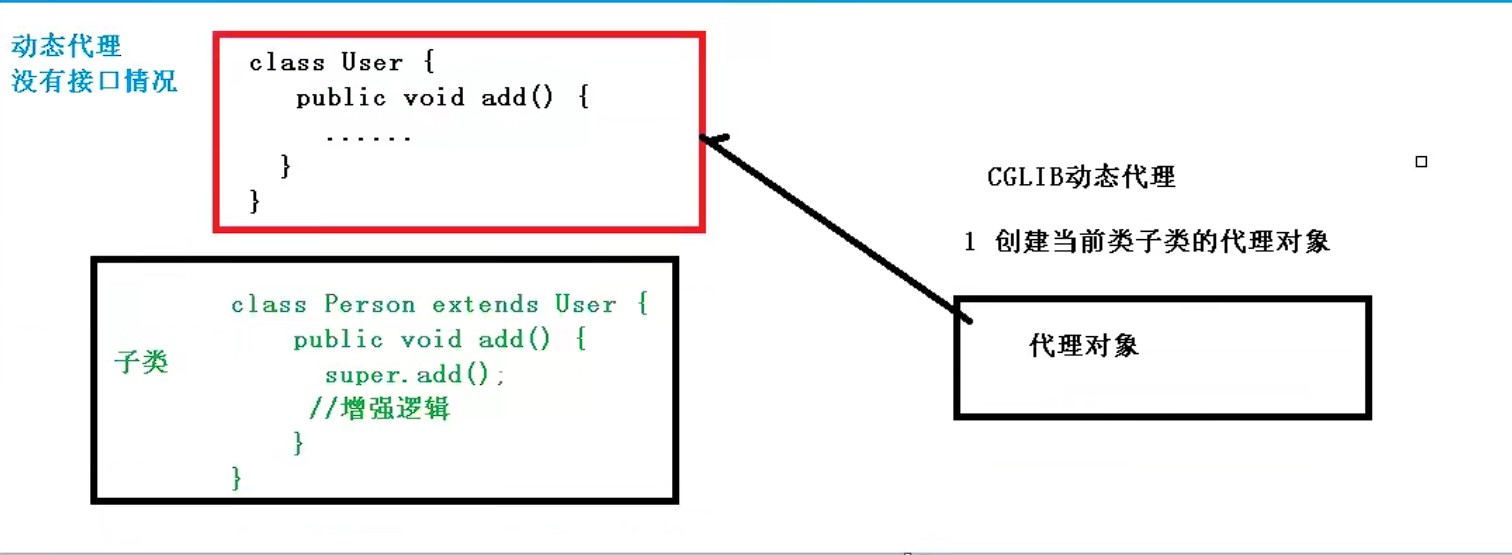 动态代理
没有接口情况
class User {
public void add() {
......
}
}
子类
class Person extends User {
public void add() {
super.add();
//增强逻辑
}
}
CGLIB动态代理
1 创建当前类子类的代理对象
代理对象